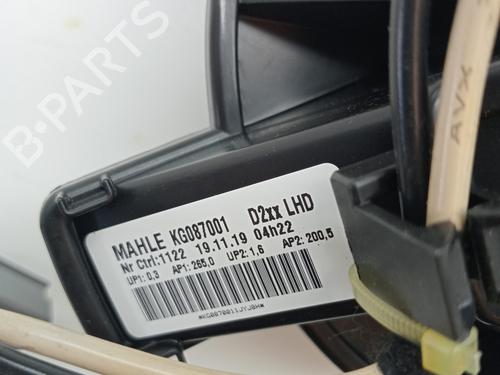 B-PARTS
MAHLE KG087001 D2xx LHD
Nr Ctrl:1122 19.11.19 04h22
UP1: 0,3 AP1: 265,0 UP2: 1,6 AP2: 200,5
*KG0870011JYJ8H*
AVX